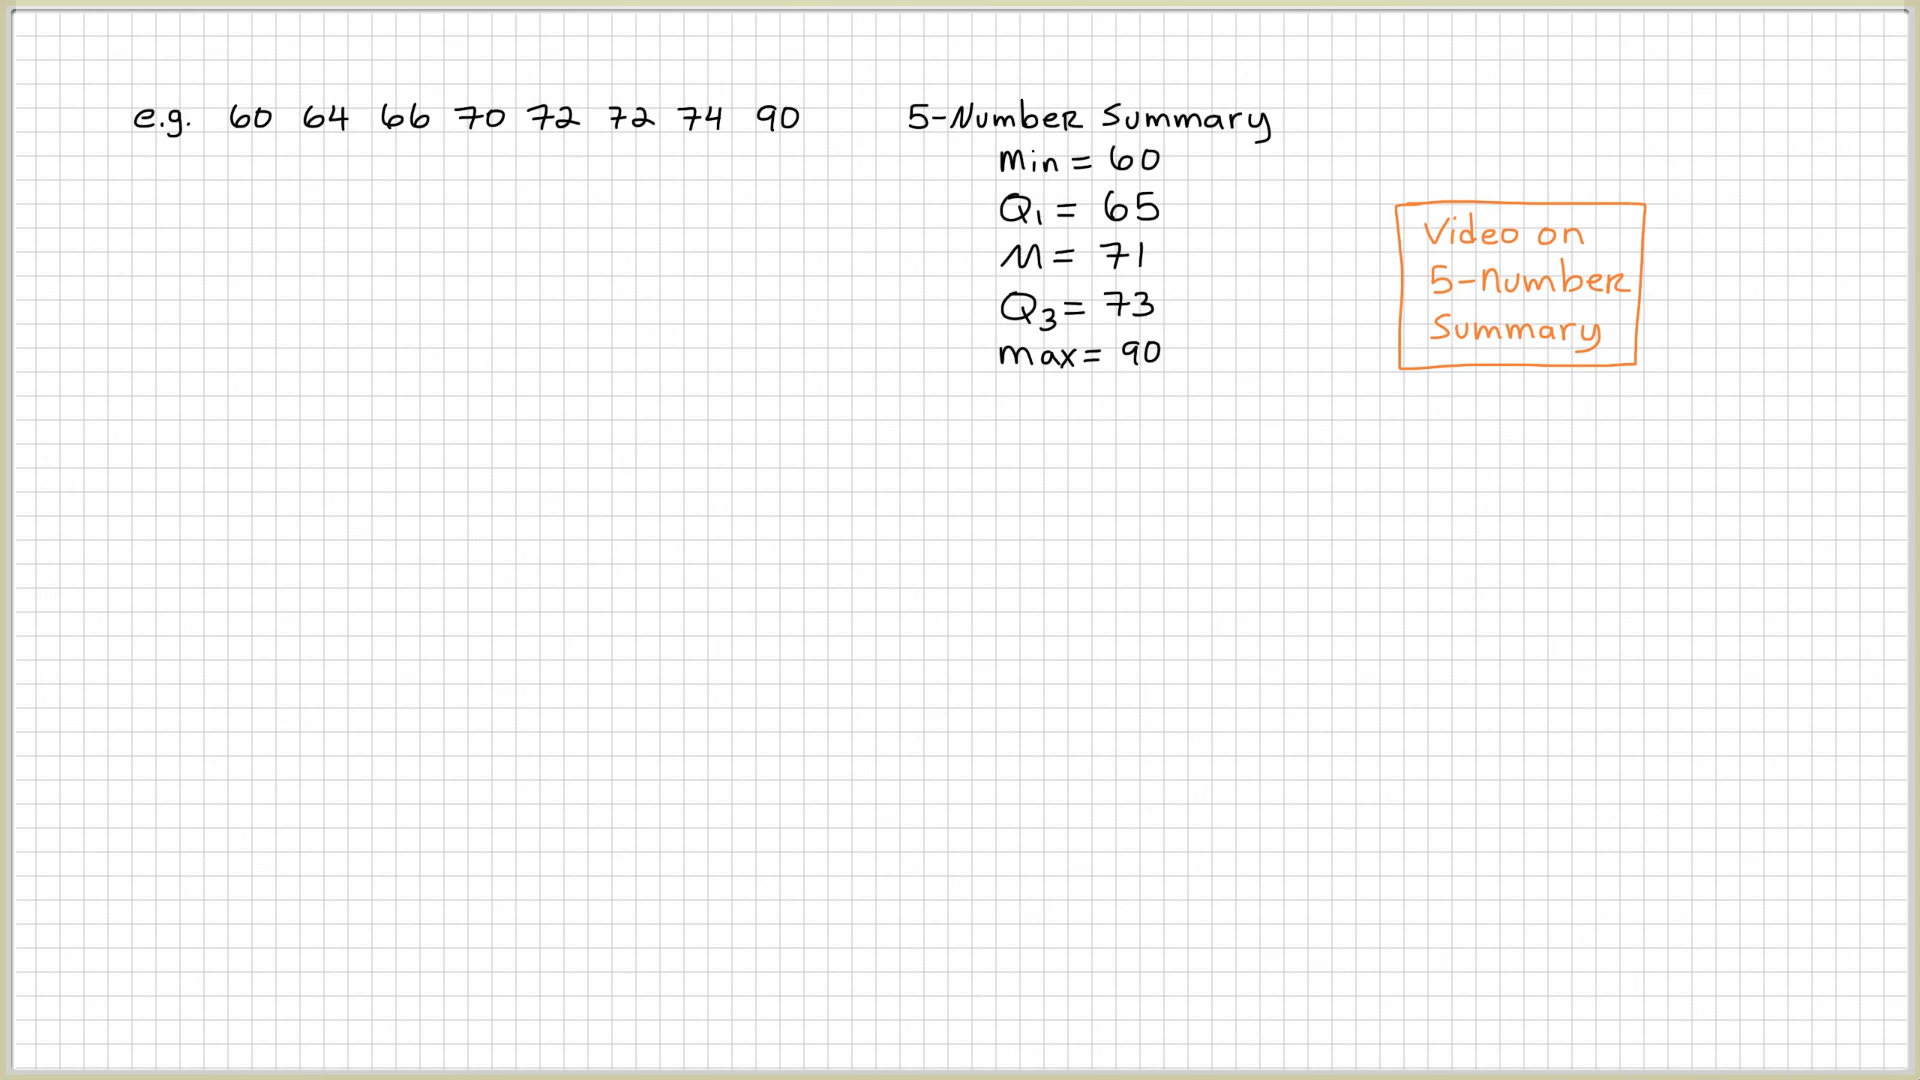 e.g. 60 64 66 70 72 72 74 90
5-Number Summary
min = 60
Q₁ = 65
M = 71
Q₃ = 73
max = 90
Video on
5-number
Summary